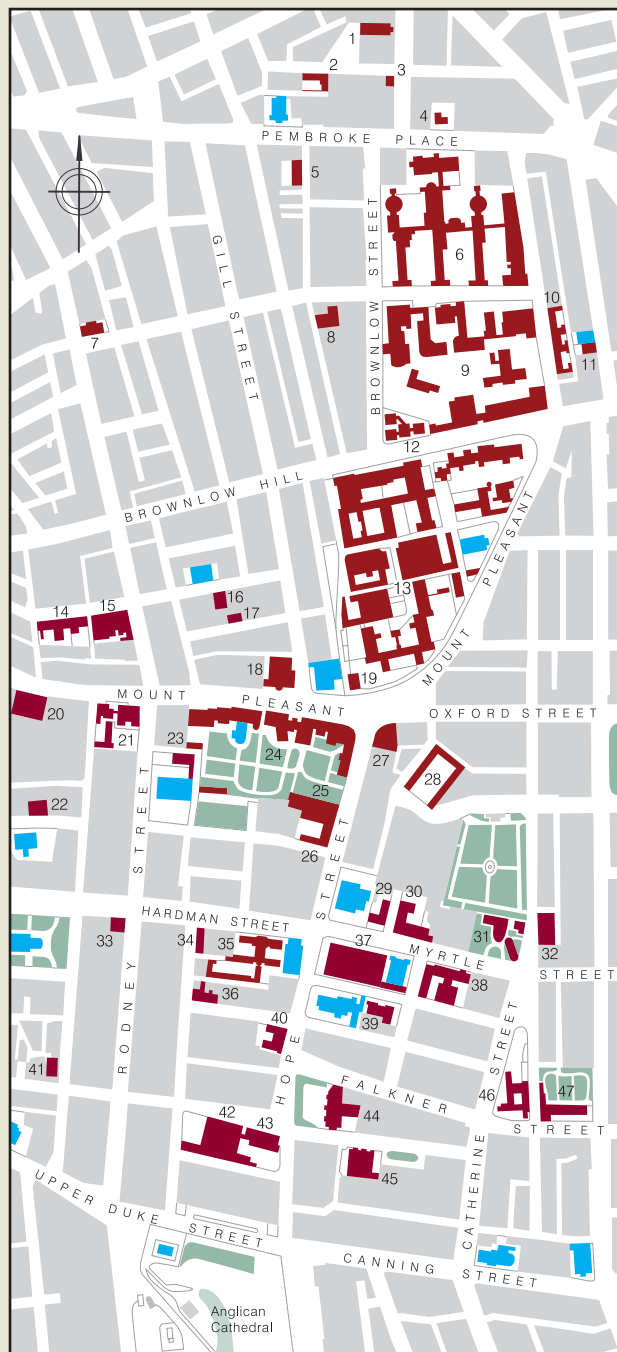 1
2
3
4
PEMBROKE PLACE
5
GILL STREET
BROWNLOW STREET
6
7
8
9
10
11
12
BROWNLOW HILL
13
MOUNT PLEASANT
14
15
16
17
18
19
MOUNT PLEASANT
OXFORD STREET
20
21
22
23
24
25
26
27
28
29
30
31
32
HARDMAN STREET
MYRTLE STREET
33
34
35
36
37
38
39
40
41
RODNEY STREET
HOPE STREET
FALKNER STREET
CATHERINE STREET
42
43
44
45
46
47
UPPER DUKE STREET
CANNING STREET
Anglican
Cathedral